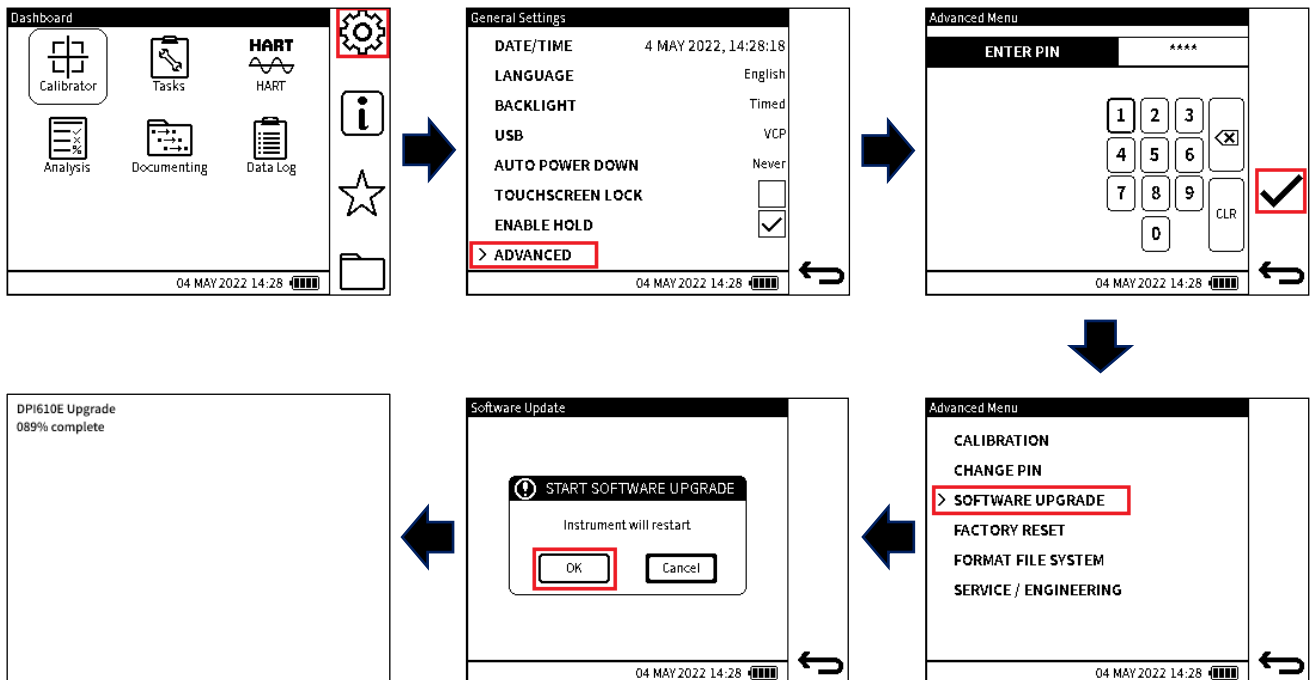 Dashboard
Calibrator
Tasks
HART
HART
Analysis
Documenting
Data Log
04 MAY 2022 14:28
General Settings
DATE/TIME 4 MAY 2022, 14:28:18
LANGUAGE English
BACKLIGHT Timed
USB VCP
AUTO POWER DOWN Never
TOUCHSCREEN LOCK
ENABLE HOLD
> ADVANCED
04 MAY 2022 14:28
Advanced Menu
ENTER PIN ****
1 2 3
4 5 6
7 8 9
CLR
0
04 MAY 2022 14:28
Advanced Menu
CALIBRATION
CHANGE PIN
> SOFTWARE UPGRADE
FACTORY RESET
FORMAT FILE SYSTEM
SERVICE / ENGINEERING
04 MAY 2022 14:28
Software Update
START SOFTWARE UPGRADE
Instrument will restart
OK Cancel
04 MAY 2022 14:28
DPI610E Upgrade
089% complete